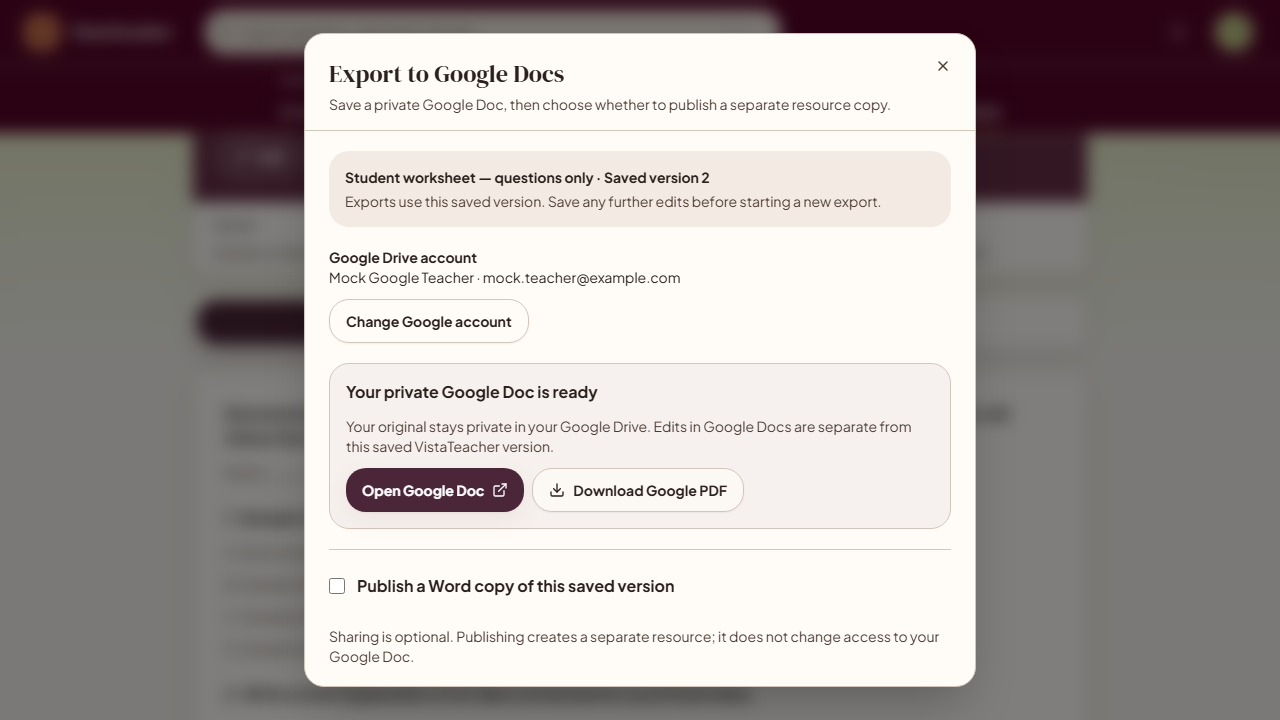 Export to Google Docs
Save a private Google Doc, then choose whether to publish a separate resource copy.
Student worksheet — questions only · Saved version 2
Exports use this saved version. Save any further edits before starting a new export.
Google Drive account
Mock Google Teacher · mock.teacher@example.com
Change Google account
Your private Google Doc is ready
Your original stays private in your Google Drive. Edits in Google Docs are separate from
this saved VistaTeacher version.
Open Google Doc
Download Google PDF
Publish a Word copy of this saved version
Sharing is optional. Publishing creates a separate resource; it does not change access to your
Google Doc.